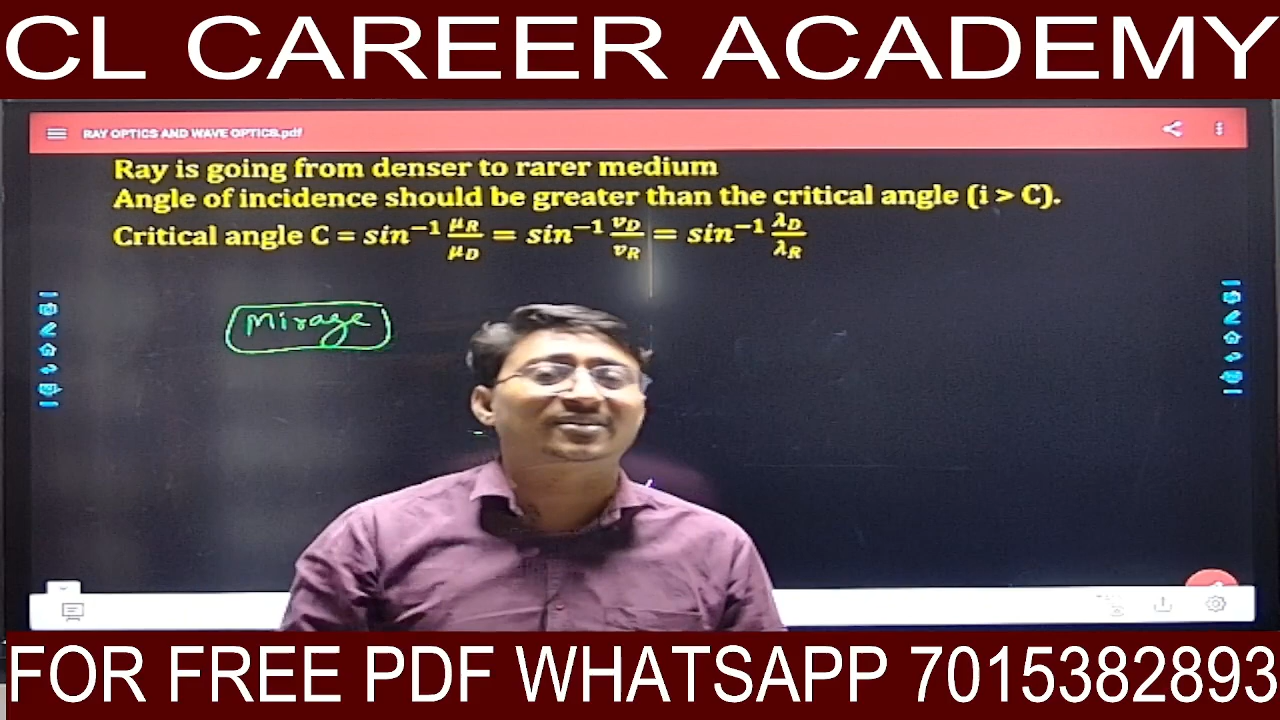 CL CAREER ACADEMY
RAY OPTICS AND WAVE OPTICS.pdf
Ray is going from denser to rarer medium
Angle of incidence should be greater than the critical angle (i > C).
Critical angle C = sin⁻¹ μR/μD = sin⁻¹ vD/vR = sin⁻¹ λD/λR
Mirage
FOR FREE PDF WHATSAPP 7015382893